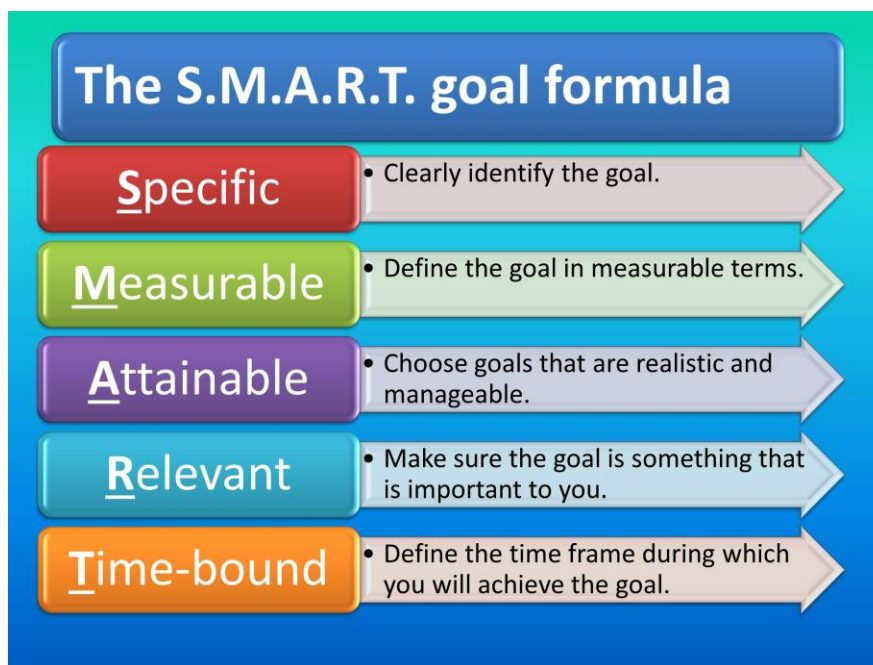 The S.M.A.R.T. goal formula
Specific
• Clearly identify the goal.
Measurable
• Define the goal in measurable terms.
Attainable
• Choose goals that are realistic and
manageable.
Relevant
• Make sure the goal is something that
is important to you.
Time-bound
• Define the time frame during which
you will achieve the goal.